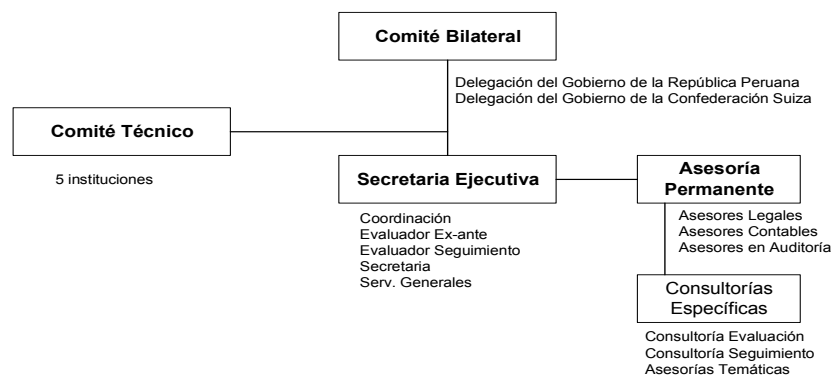 Comité Bilateral
Delegación del Gobierno de la República Peruana
Delegación del Gobierno de la Confederación Suiza
Comité Técnico
5 instituciones
Secretaria Ejecutiva
Coordinación
Evaluador Ex-ante
Evaluador Seguimiento
Secretaria
Serv. Generales
Asesoría
Permanente
Asesores Legales
Asesores Contables
Asesores en Auditoría
Consultorías
Específicas
Consultoría Evaluación
Consultoría Seguimiento
Asesorías Temáticas